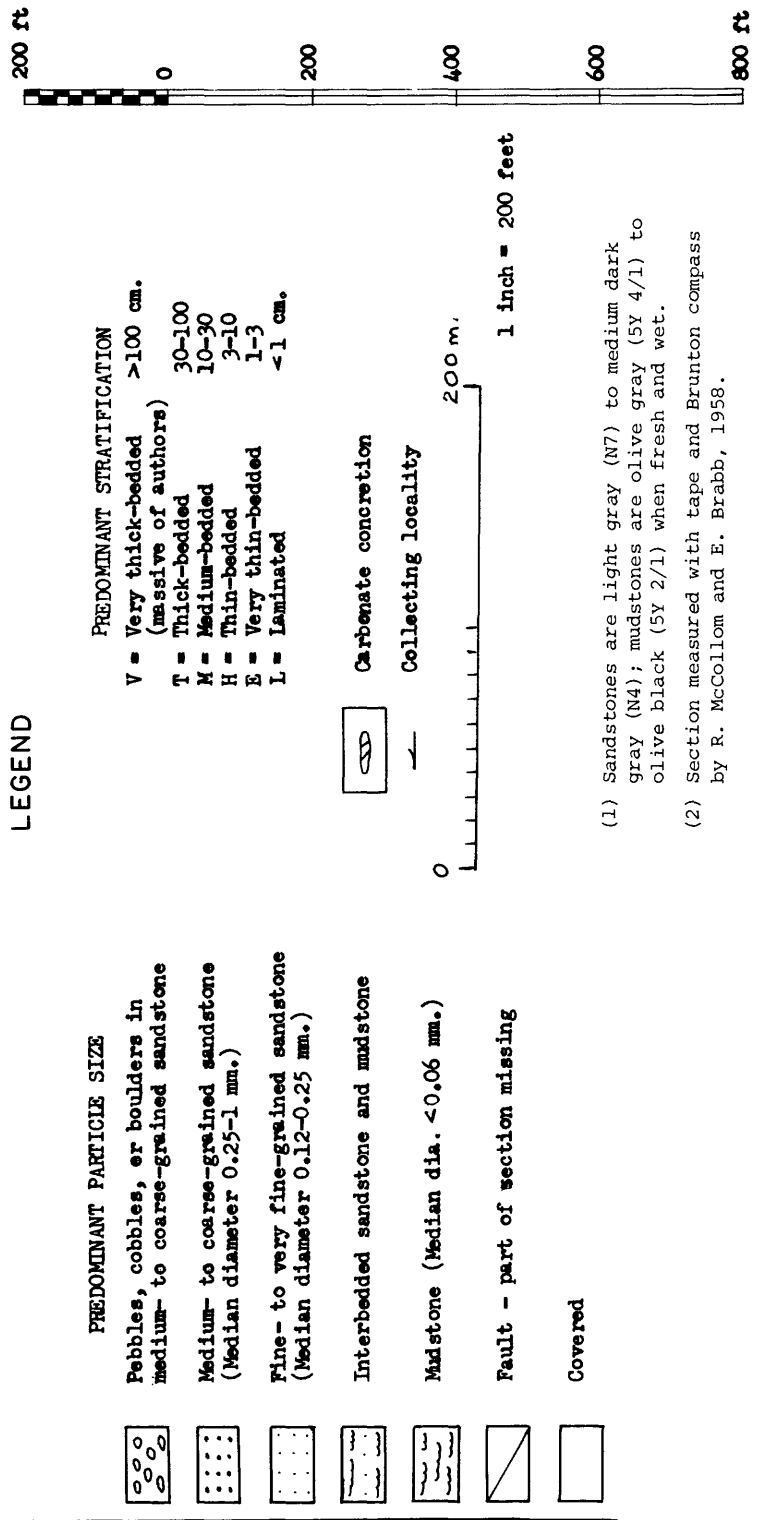 LEGEND
PREDOMINANT PARTICLE SIZE
Pebbles, cobbles, or boulders in
medium- to coarse-grained sandstone
Medium- to coarse-grained sandstone
(Median diameter 0.25-1 mm.)
Fine- to very fine-grained sandstone
(Median diameter 0.12-0.25 mm.)
Interbedded sandstone and mudstone
Mudstone (Median dia. <0.06 mm.)
Fault - part of section missing
Covered
PREDOMINANT STRATIFICATION
V = Very thick-bedded >100 cm.
(massive of authors)
T = Thick-bedded 30-100
M = Medium-bedded 10-30
H = Thin-bedded 3-10
E = Very thin-bedded 1-3
L = Laminated <1 cm.
Carbonate concretion
Collecting locality
0 200 m.
1 inch = 200 feet
(1) Sandstones are light gray (N7) to medium dark
gray (N4); mudstones are olive gray (5Y 4/1) to
olive black (5Y 2/1) when fresh and wet.
(2) Section measured with tape and Brunton compass
by R. McCollom and E. Brabb, 1958.
200 ft
0
200
400
600
800 ft